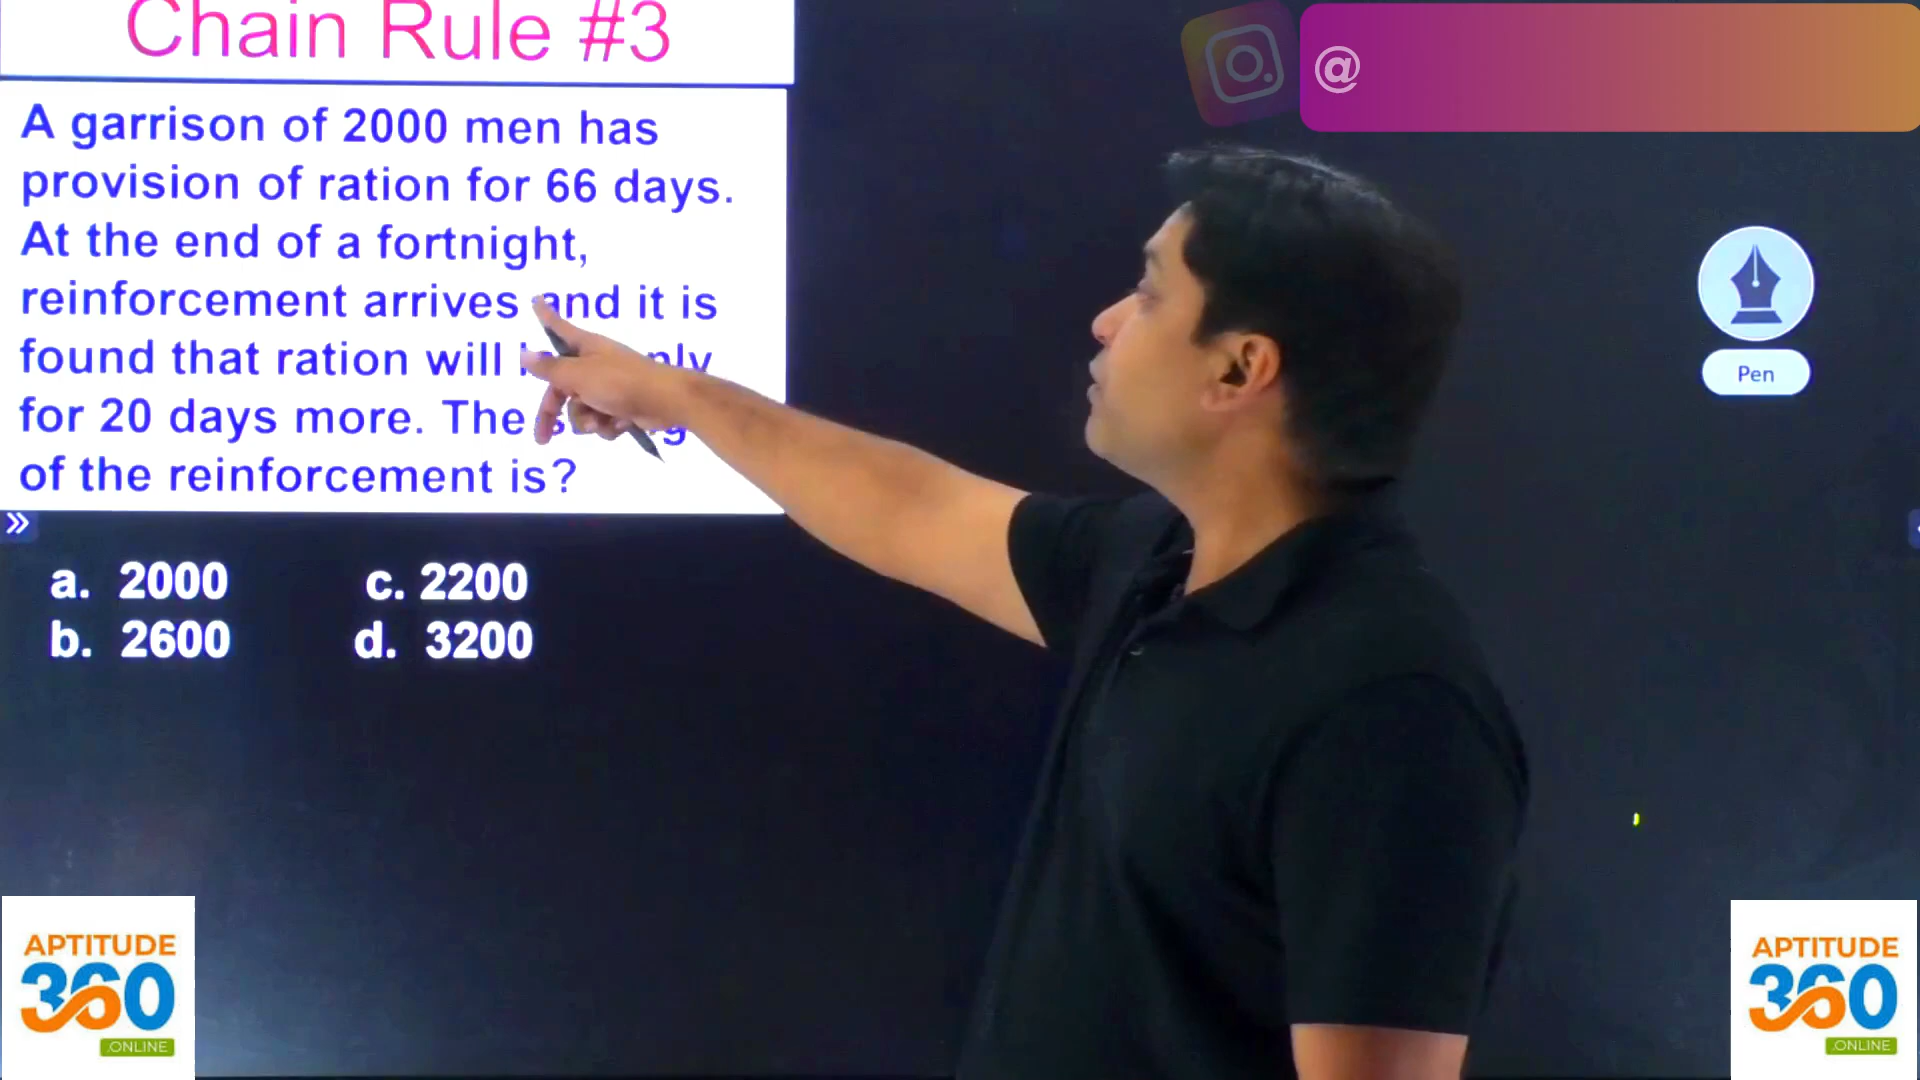 Chain Rule #3
A garrison of 2000 men has
provision of ration for 66 days.
At the end of a fortnight,
reinforcement arrives and it is
found that ration will
for 20 days more. The
of the reinforcement is?
a. 2000
c. 2200
b. 2600
d. 3200
@
Pen
APTITUDE
360
.ONLINE
APTITUDE
360
.ONLINE